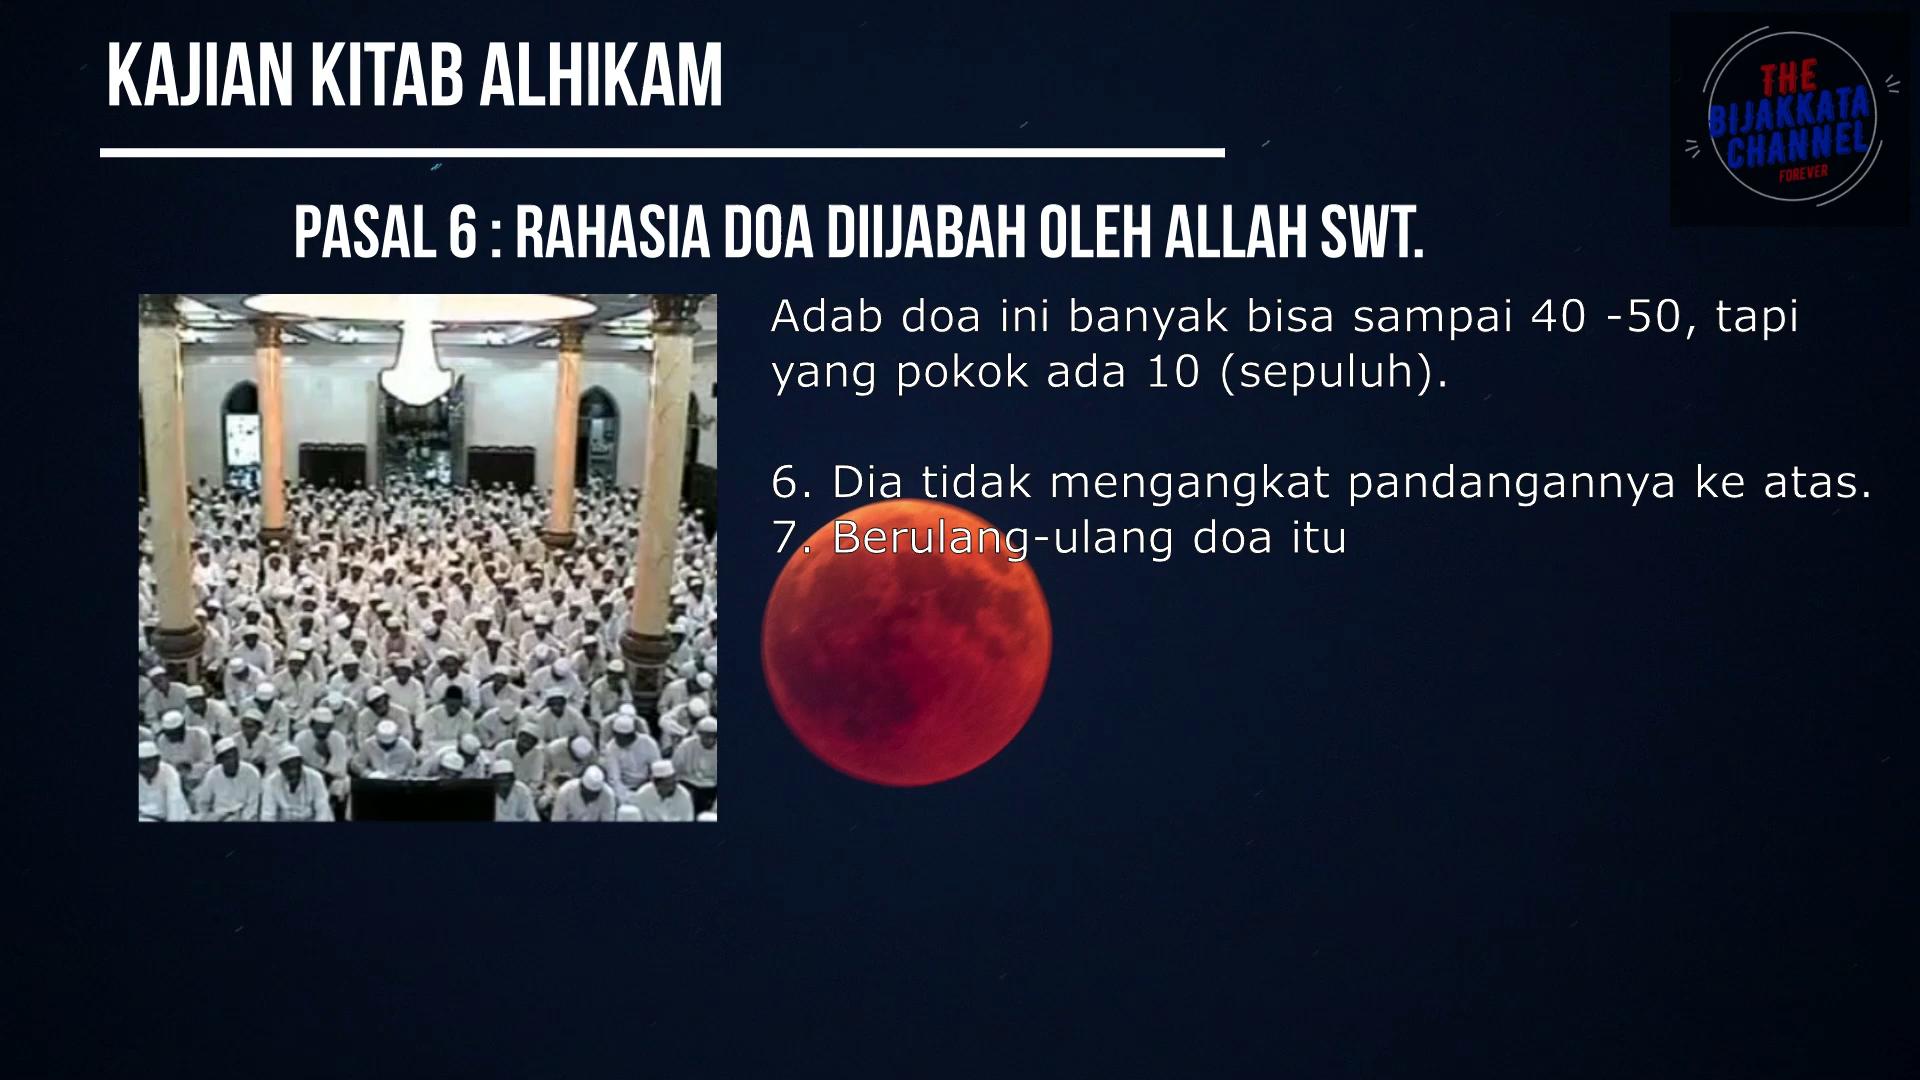 KAJIAN KITAB ALHIKAM
THE
BIJAKKATA
CHANNEL
FOREVER
PASAL 6 : RAHASIA DOA DIIJABAH OLEH ALLAH SWT.
Adab doa ini banyak bisa sampai 40 -50, tapi
yang pokok ada 10 (sepuluh).
6. Dia tidak mengangkat pandangannya ke atas.
7. Berulang-ulang doa itu